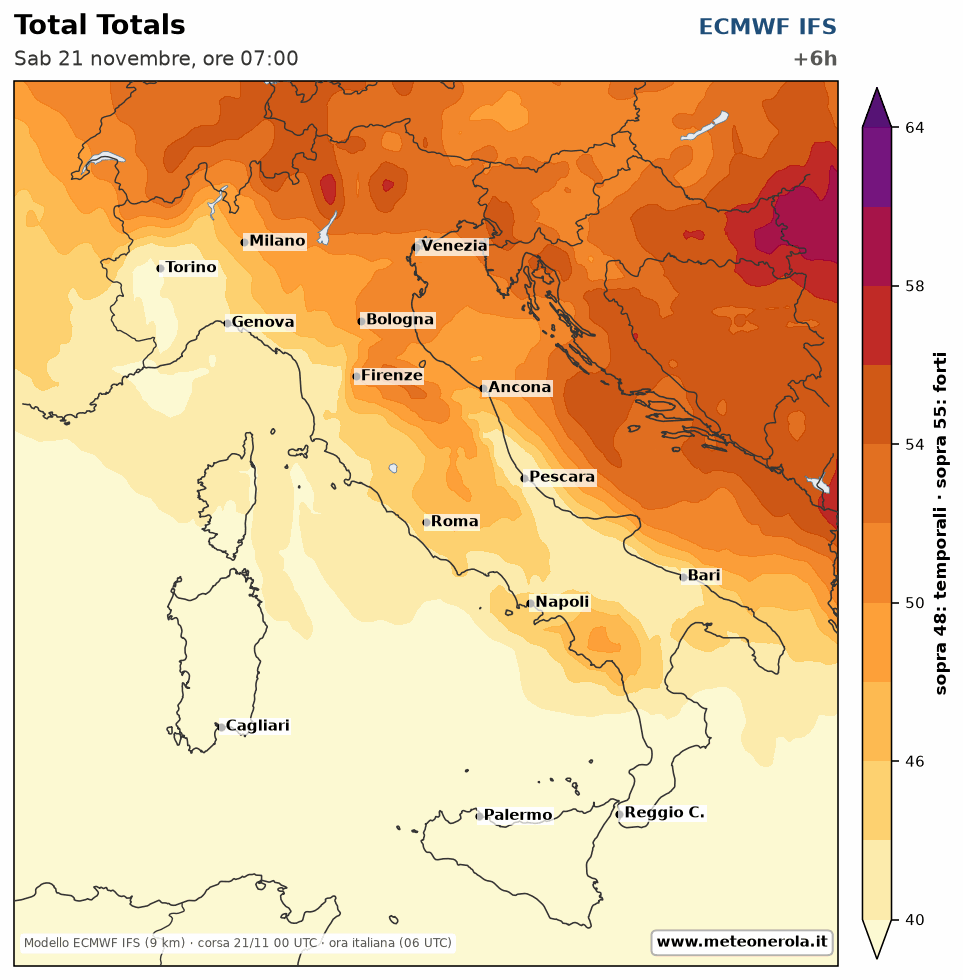 Total Totals
ECMWF IFS
Sab 21 novembre, ore 07:00
+6h
64
58
54
50
46
40
sopra 48: temporali · sopra 55: forti
Milano
Venezia
Torino
Genova
Bologna
Firenze
Ancona
Pescara
Roma
Bari
Napoli
Cagliari
Palermo
Reggio C.
Modello ECMWF IFS (9 km) · corsa 21/11 00 UTC · ora italiana (06 UTC)
www.meteonerola.it